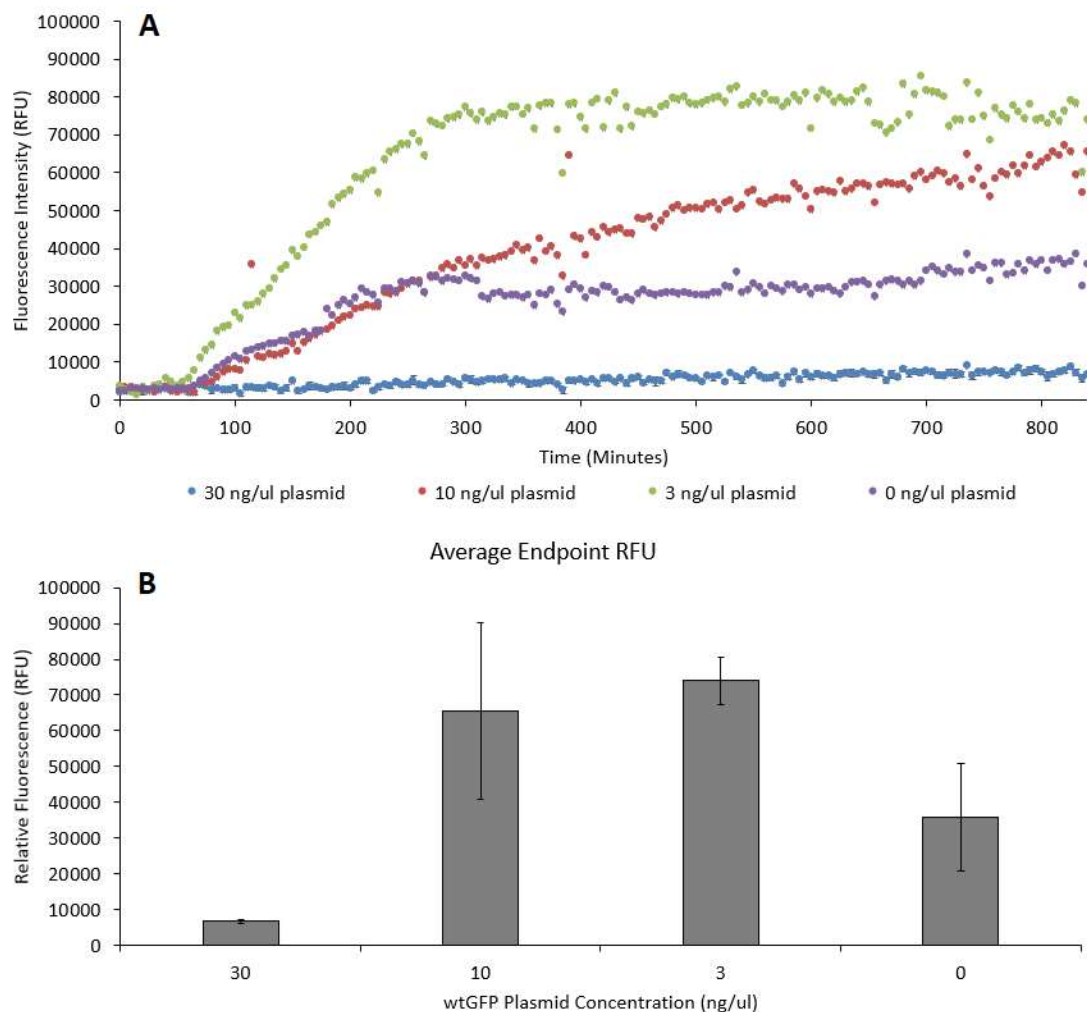 A
Fluorescence Intensity (RFU)
100000
90000
80000
70000
60000
50000
40000
30000
20000
10000
0
0 100 200 300 400 500 600 700 800
Time (Minutes)
30 ng/ul plasmid 10 ng/ul plasmid 3 ng/ul plasmid 0 ng/ul plasmid
Average Endpoint RFU
B
Relative Fluorescence (RFU)
100000
90000
80000
70000
60000
50000
40000
30000
20000
10000
0
30 10 3 0
wtGFP Plasmid Concentration (ng/ul)